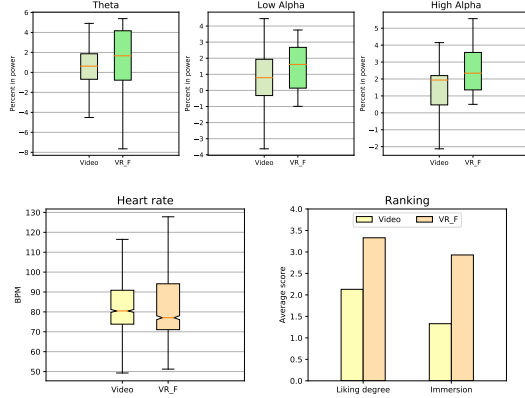 Theta
Low Alpha
High Alpha
Percent in power
6
4
2
0
−2
−4
−6
−8
Video
VR_F
Percent in power
4
3
2
1
0
−1
−2
−3
−4
Video
VR_F
Percent in power
5
4
3
2
1
0
−1
−2
Video
VR_F
Heart rate
BPM
130
120
110
100
90
80
70
60
50
Video
VR_F
Ranking
Video
VR_F
Average score
4.0
3.5
3.0
2.5
2.0
1.5
1.0
0.5
0.0
Liking degree
Immersion